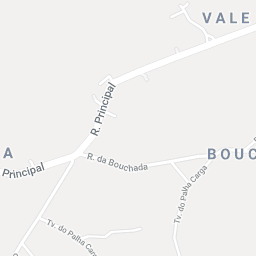 VALE
R. Principal
A
Principal
R. da Bouchada
BOUC
Tv. do Palha Carga
Tv. do Palha Carg